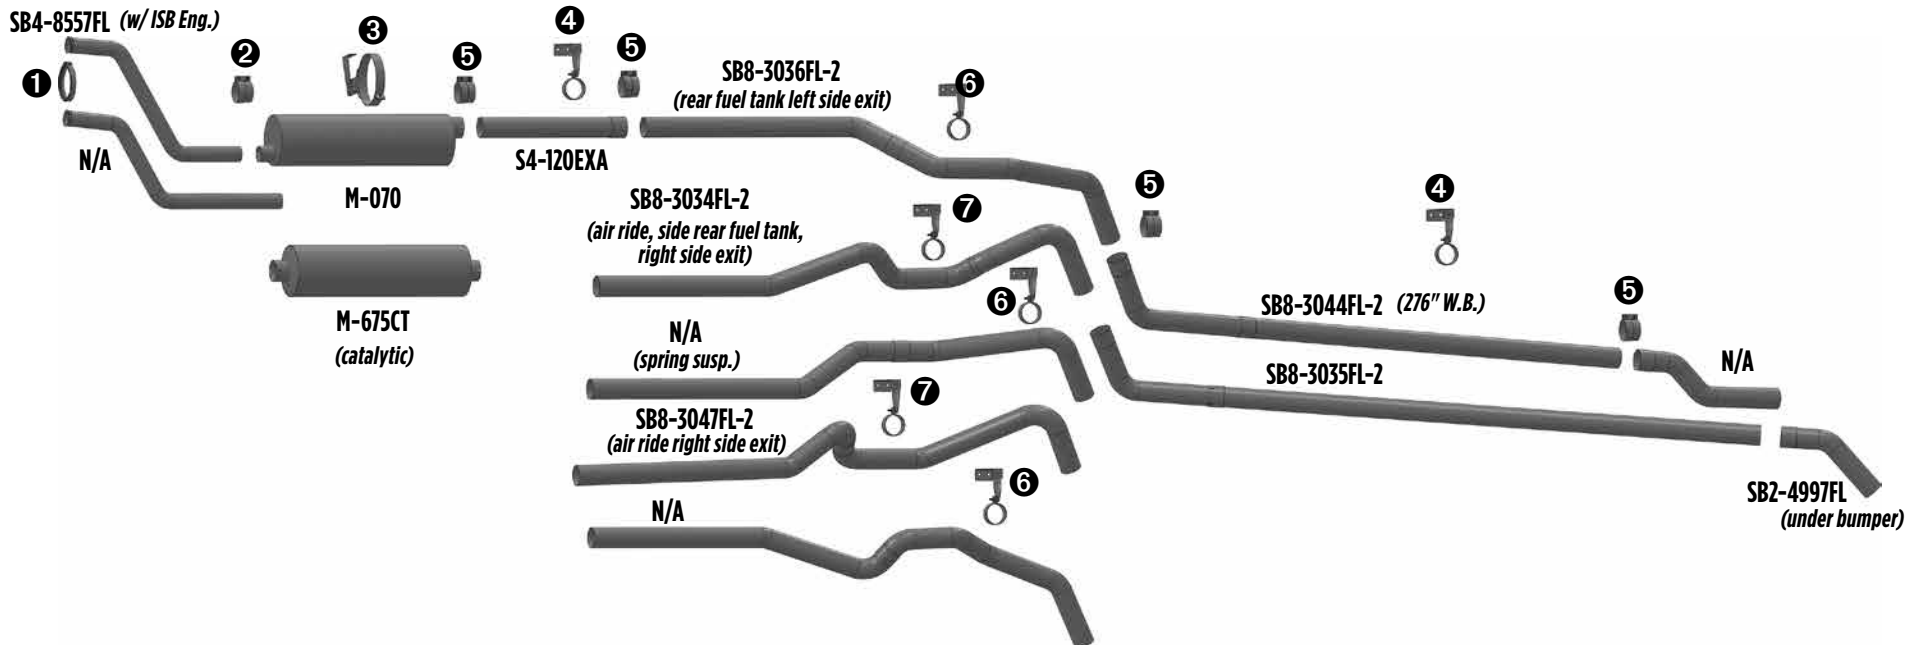 SB4-8557FL (w/ ISB Eng.)
❶
❷
❸
❹
❺
❺
SB8-3036FL-2
(rear fuel tank left side exit)
❻
N/A
M-070
S4-120EXA
SB8-3034FL-2
(air ride, side rear fuel tank,
right side exit)
❼
❺
❹
M-675CT
(catalytic)
❻
SB8-3044FL-2 (276" W.B.)
❺
N/A
(spring susp.)
N/A
SB8-3035FL-2
❼
SB8-3047FL-2
(air ride right side exit)
❻
N/A
SB2-4997FL
(under bumper)